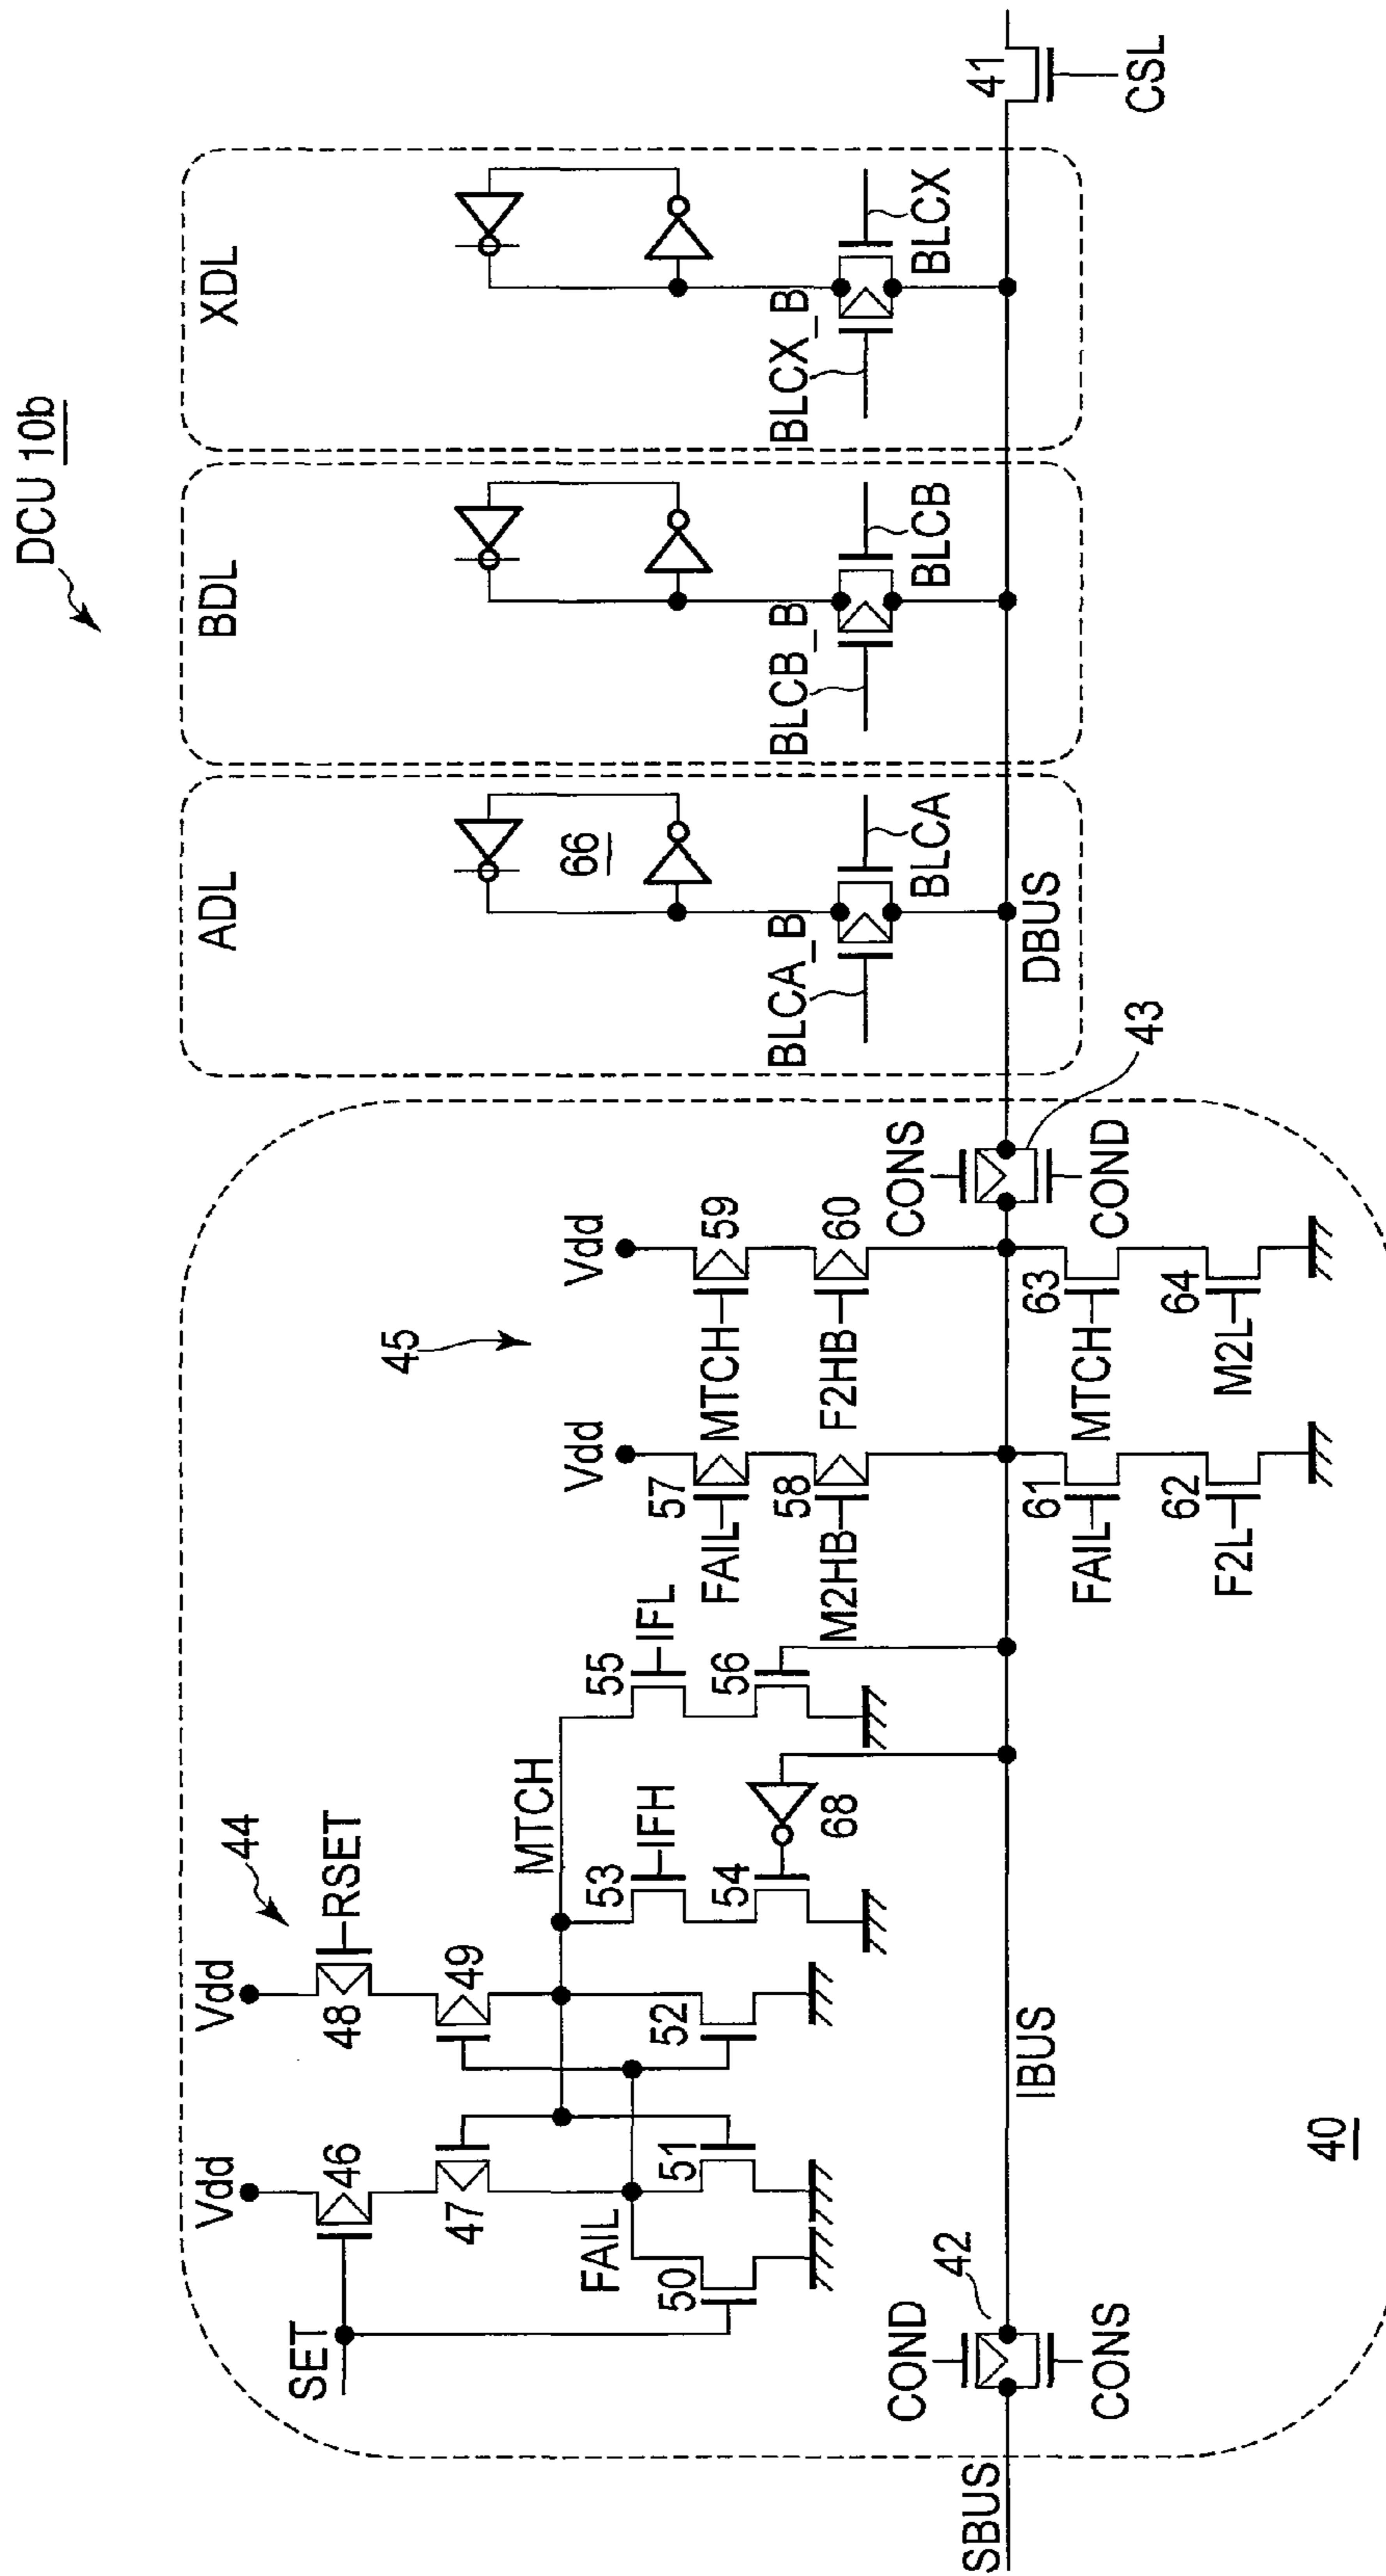 DCU 10b
ADL
BDL
XDL
66
BLCA_B
BLCA
BLCB_B
BLCB
BLCX_B
BLCX
DBUS
41
CSL
44
45
Vdd
Vdd
RSET
SET
46
48
47
49
MTCH
FAIL
50
51
52
53
IFH
54
68
55
IFL
56
Vdd
Vdd
57
FAIL
59
MTCH
58
M2HB
60
F2HB
61
FAIL
63
MTCH
62
F2L
64
M2L
CONS
43
COND
COND
42
CONS
SBUS
IBUS
40